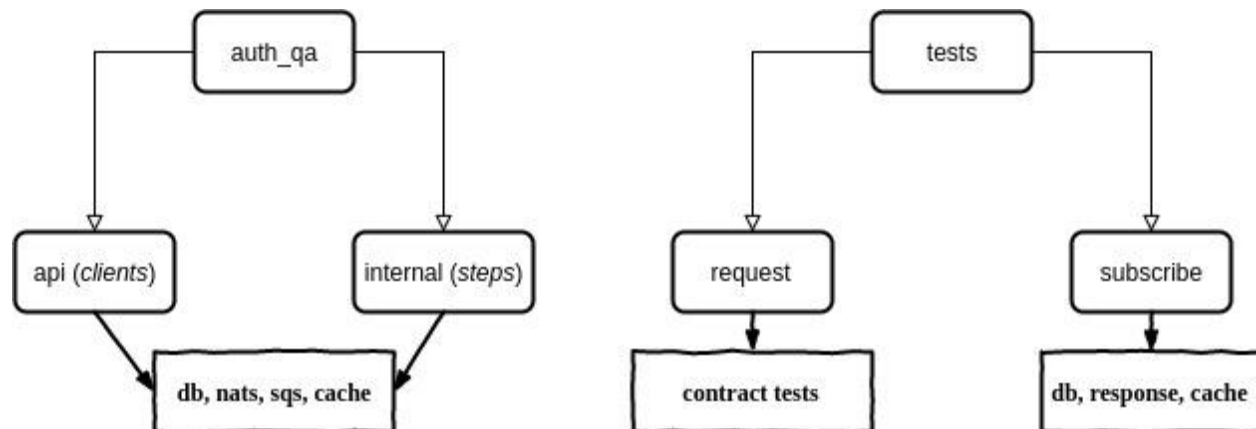 auth_qa
tests
api (clients)
internal (steps)
request
subscribe
db, nats, sqs, cache
contract tests
db, response, cache